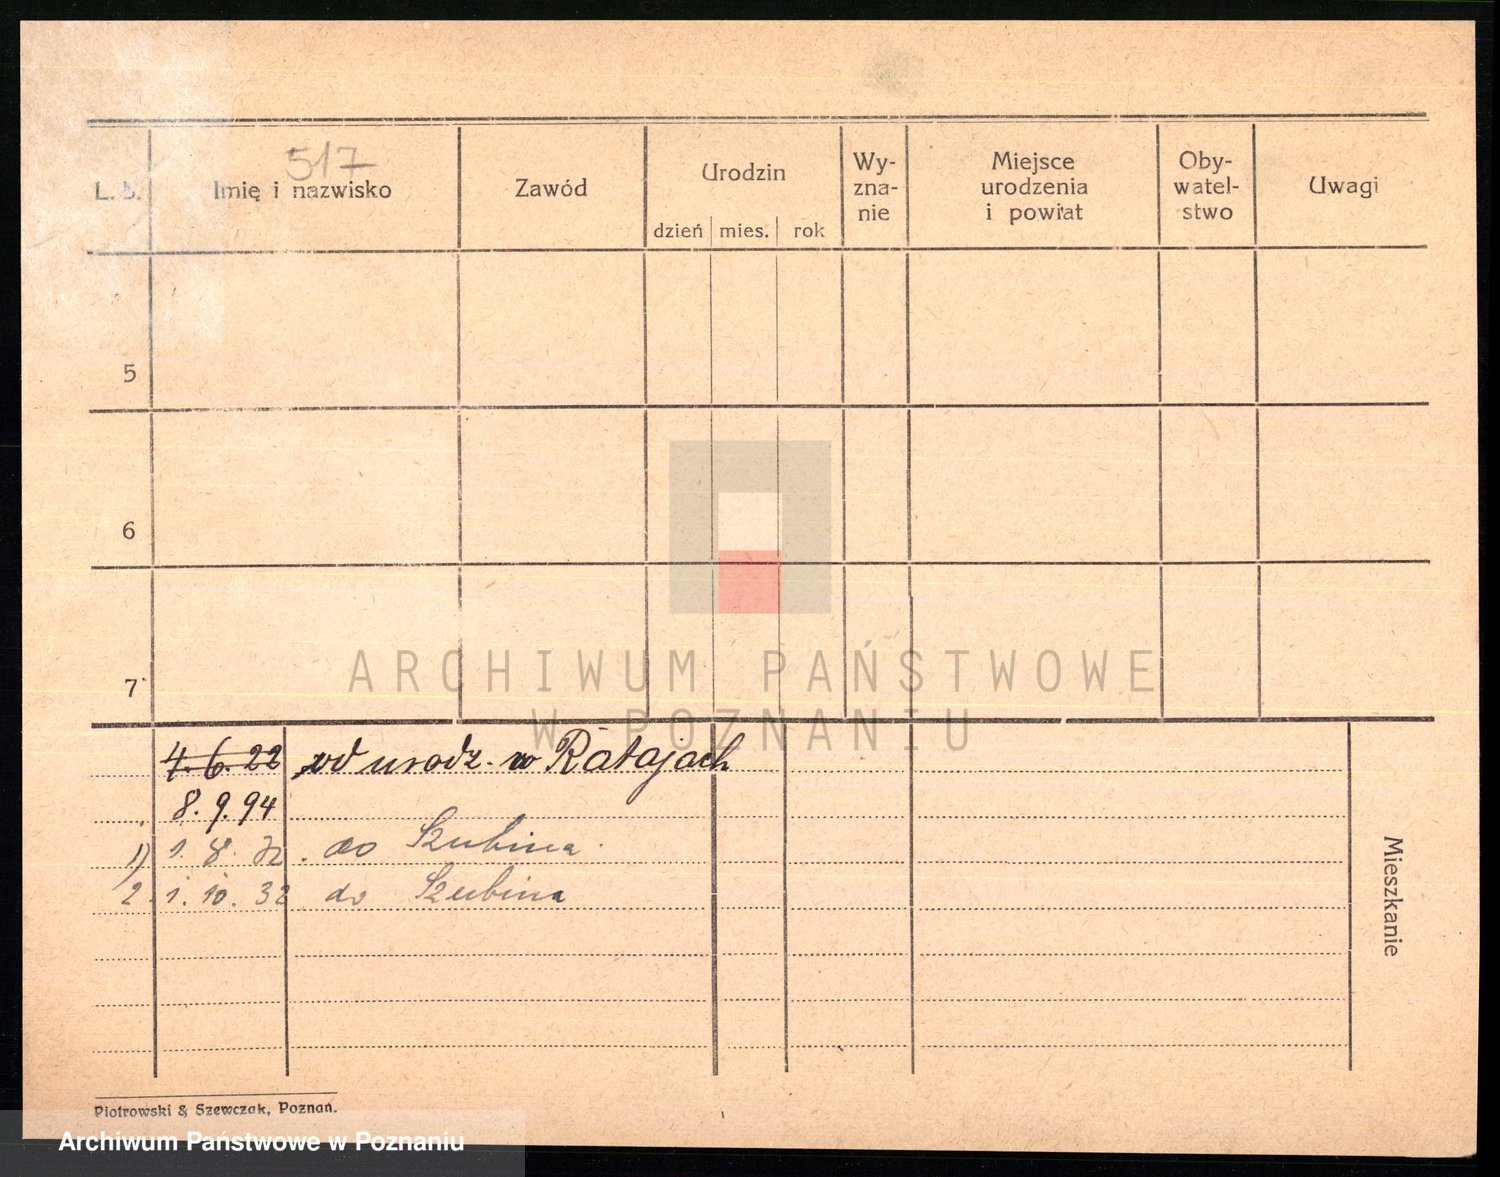 517
L. b. Imię i nazwisko Zawód Urodzin Wy- Miejsce Oby- Uwagi
zna- urodzenia watel-
nie i powiat stwo
dzień mies. rok
5
6
7
ARCHIWUM PAŃSTWOWE
W POZNANIU
4.6.22 od urodz. w Ratajach
8.9.94
1) 1. 8. 32. do Szubina
2. 1. 10. 32 do Szubina
Mieszkanie
Piotrowski & Szewczak, Poznań.
Archiwum Państwowe w Poznaniu